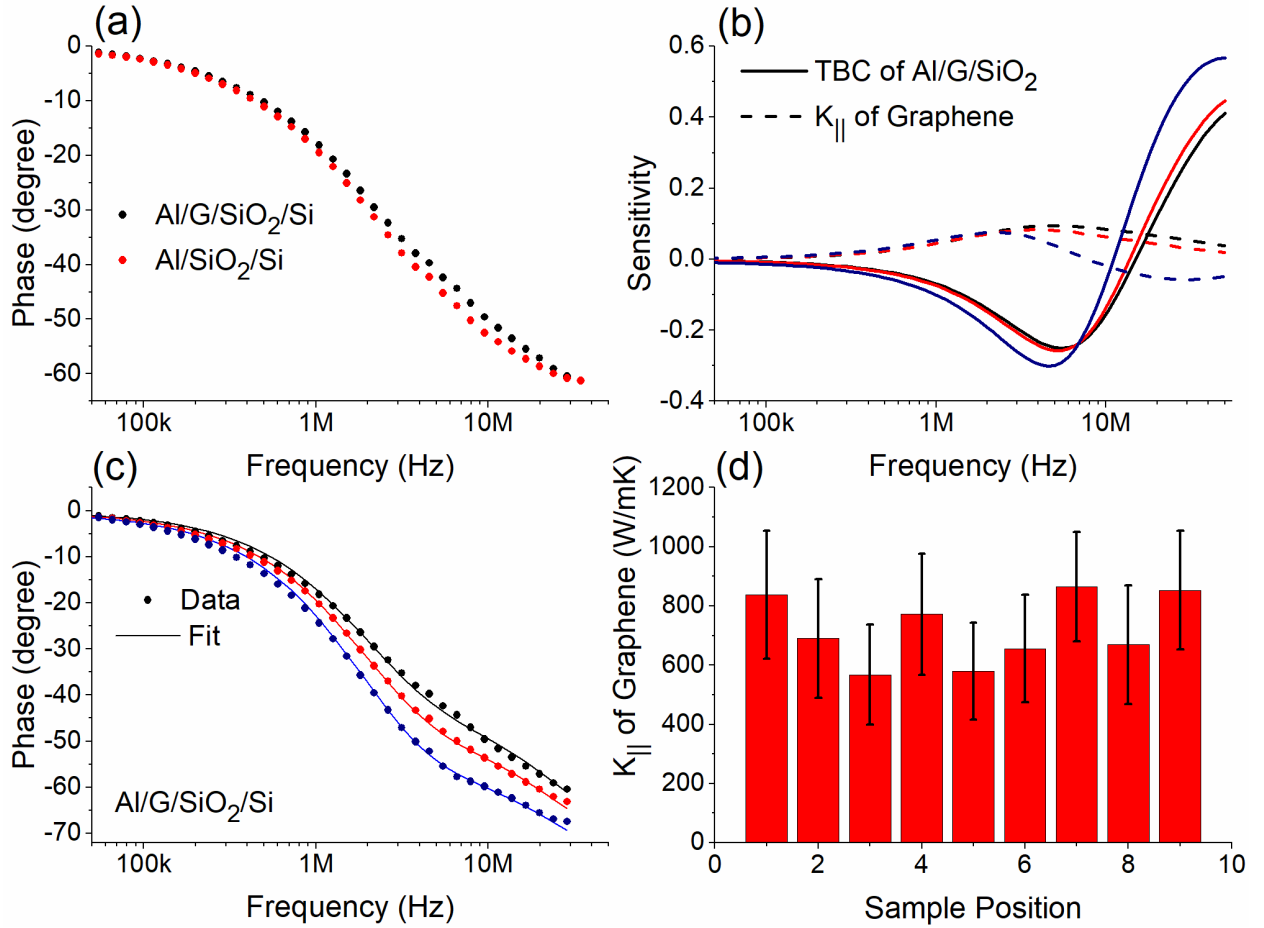 (a)
0
-10
-20
-30
-40
-50
-60
Phase (degree)
Al/G/SiO2/Si
Al/SiO2/Si
100k 1M 10M
Frequency (Hz)
(b)
0.6
0.4
0.2
0.0
-0.2
-0.4
Sensitivity
TBC of Al/G/SiO2
K|| of Graphene
100k 1M 10M
Frequency (Hz)
(c)
0
-10
-20
-30
-40
-50
-60
-70
Phase (degree)
Data
Fit
Al/G/SiO2/Si
100k 1M 10M
Frequency (Hz)
(d)
1200
1000
800
600
400
200
0
K|| of Graphene (W/mK)
0 2 4 6 8 10
Sample Position